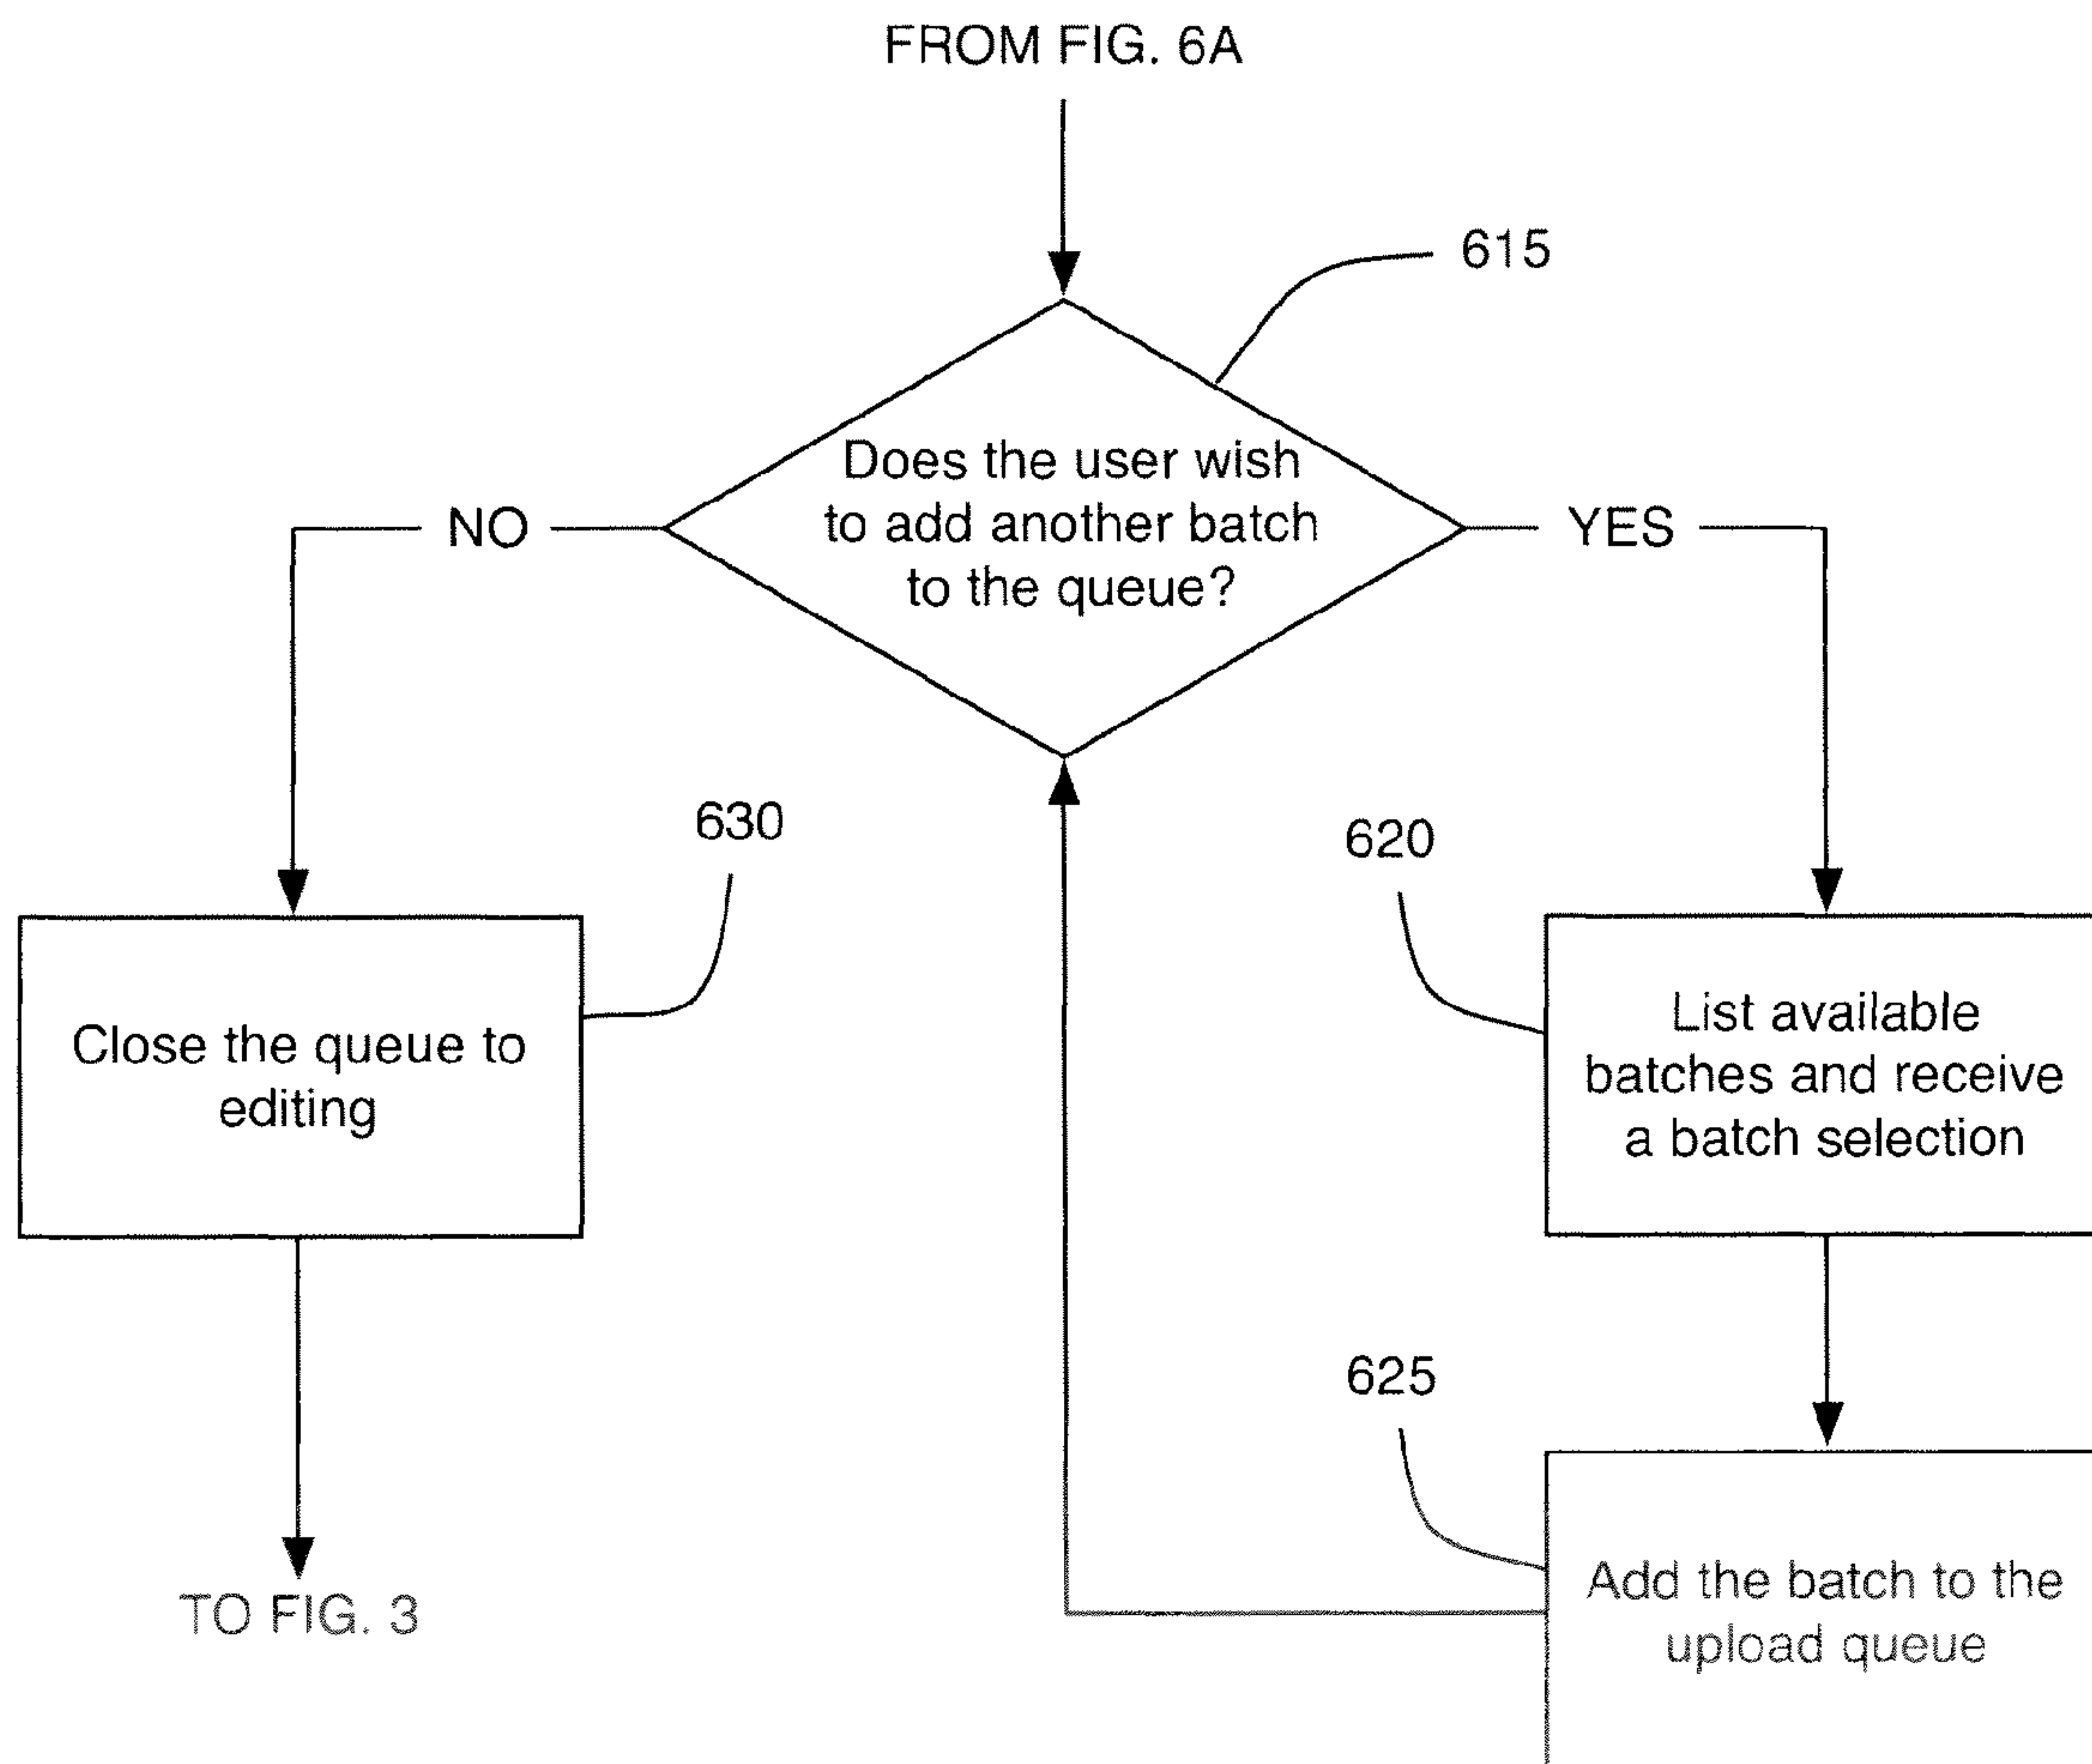 FROM FIG. 6A
615
Does the user wish
to add another batch
to the queue?
NO
YES
630
620
Close the queue to
editing
List available
batches and receive
a batch selection
625
Add the batch to the
upload queue
TO FIG. 3